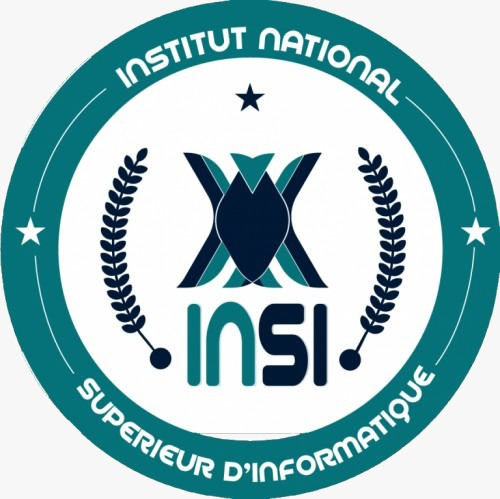 INSTITUT NATIONAL
INSI
SUPERIEUR D'INFORMATIQUE